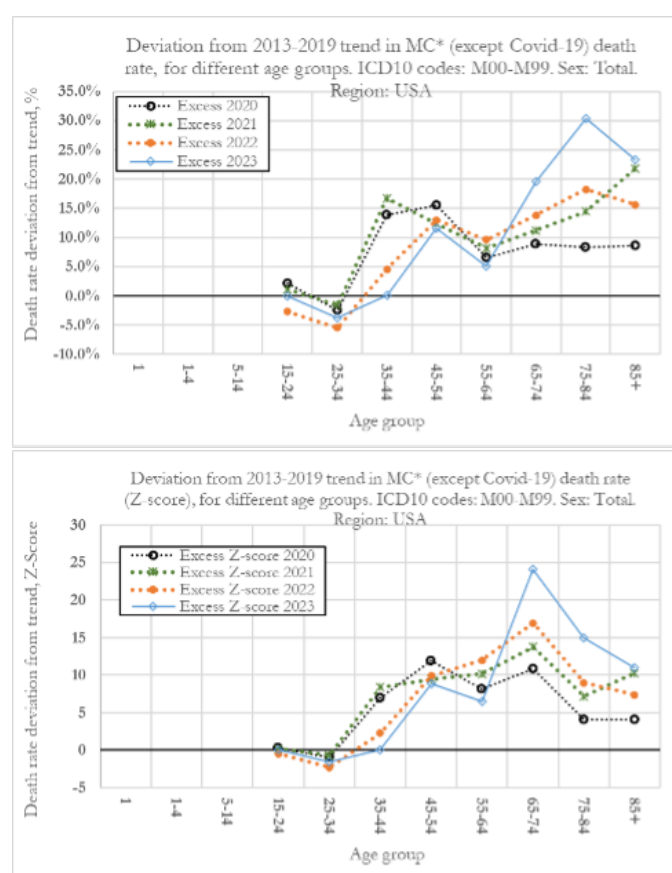 Deviation from 2013-2019 trend in MC* (except Covid-19) death
rate, for different age groups. ICD10 codes: M00-M99. Sex: Total.
Region: USA
Death rate deviation from trend, %
35.0%
30.0%
25.0%
20.0%
15.0%
10.0%
5.0%
0.0%
-5.0%
-10.0%
Excess 2020
Excess 2021
Excess 2022
Excess 2023
1
1-4
5-14
15-24
25-34
35-44
45-54
55-64
65-74
75-84
85+
Age group
Deviation from 2013-2019 trend in MC* (except Covid-19) death rate
(Z-score), for different age groups. ICD10 codes: M00-M99. Sex: Total.
Region: USA
Death rate deviation from trend, Z-Score
30
25
20
15
10
5
0
-5
Excess Z-score 2020
Excess Z-score 2021
Excess Z-score 2022
Excess Z-score 2023
1
1-4
5-14
15-24
25-34
35-44
45-54
55-64
65-74
75-84
85+
Age group